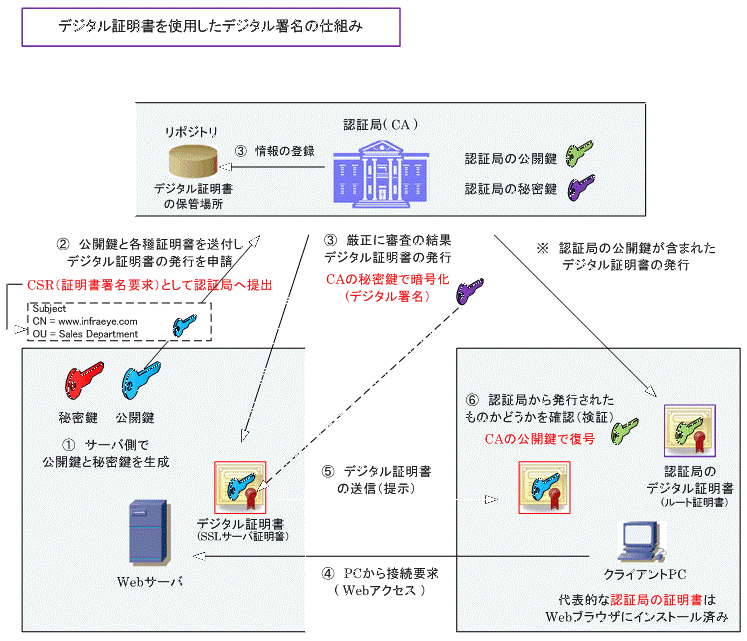 デジタル証明書を使用したデジタル署名の仕組み
リポジトリ
認証局( CA )
③ 情報の登録
認証局の公開鍵
認証局の秘密鍵
デジタル証明書
の保管場所
② 公開鍵と各種証明書を送付し
デジタル証明書の発行を申請
CSR(証明書署名要求)として認証局へ提出
Subject
CN = www.infraeye.com
OU = Sales Department
③ 厳正に審査の結果
デジタル証明書の発行
CAの秘密鍵で暗号化
(デジタル署名)
※ 認証局の公開鍵が含まれた
デジタル証明書の発行
秘密鍵
公開鍵
① サーバ側で
公開鍵と秘密鍵を生成
デジタル証明書
(SSLサーバ証明書)
Webサーバ
⑤ デジタル証明書
の送信(提示)
④ PCから接続要求
( Webアクセス )
⑥ 認証局から発行された
ものかどうかを確認(検証)
CAの公開鍵で復号
認証局の
デジタル証明書
(ルート証明書)
クライアントPC
代表的な認証局の証明書は
Webブラウザにインストール済み